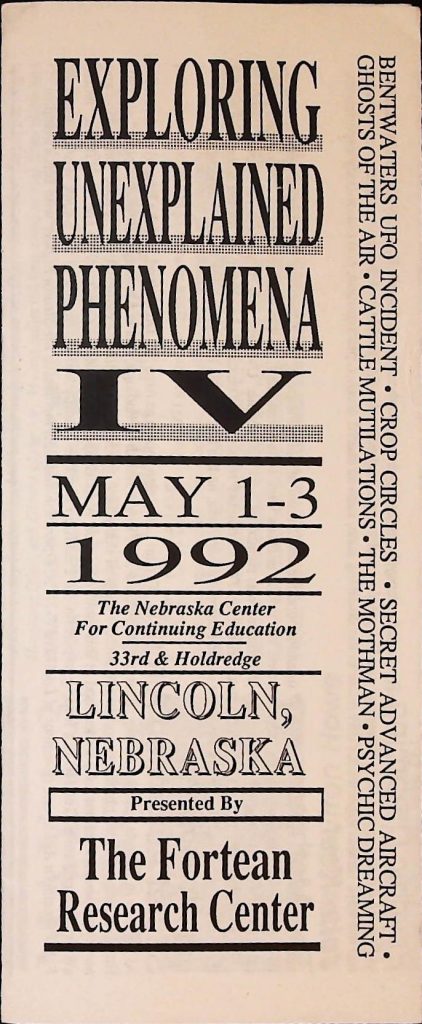 EXPLORING
UNEXPLAINED
PHENOMENA
IV
MAY 1-3
1992
The Nebraska Center
For Continuing Education
33rd & Holdredge
LINCOLN,
NEBRASKA
Presented By
The Fortean
Research Center
BENTWATERS UFO INCIDENT • CROP CIRCLES • SECRET ADVANCED AIRCRAFT •
GHOSTS OF THE AIR • CATTLE MUTILATIONS • THE MOTHMAN • PSYCHIC DREAMING